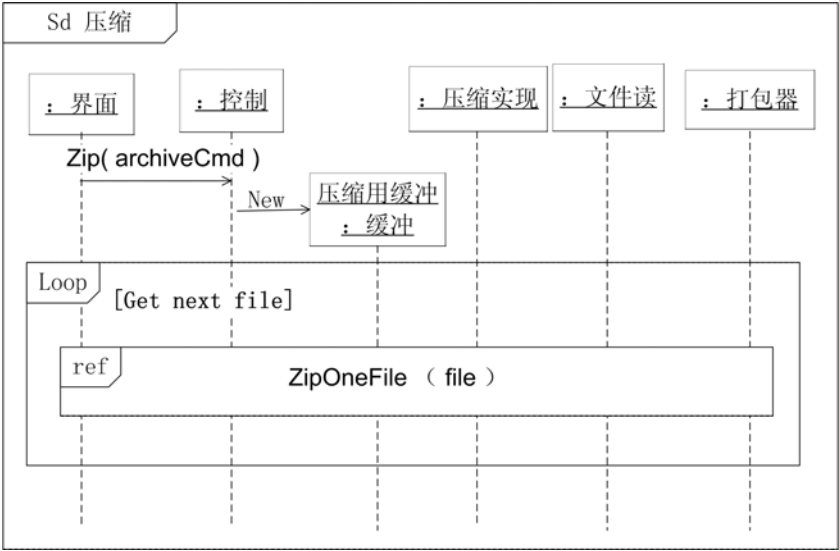 Sd 压缩
：界面
：控制
：压缩实现
：文件读
：打包器
Zip( archiveCmd )
New
压缩用缓冲
：缓冲
Loop
[Get next file]
ref
ZipOneFile （ file ）